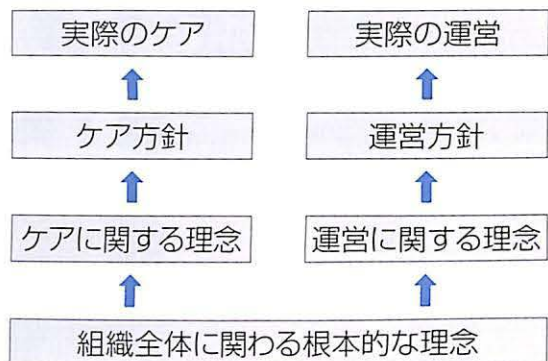 実際のケア
実際の運営
ケア方針
運営方針
ケアに関する理念
運営に関する理念
組織全体に関わる根本的な理念